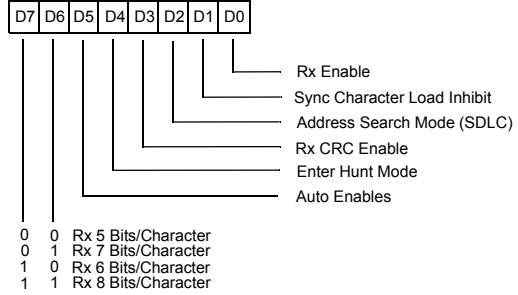 D7 D6 D5 D4 D3 D2 D1 D0
Rx Enable
Sync Character Load Inhibit
Address Search Mode (SDLC)
Rx CRC Enable
Enter Hunt Mode
Auto Enables
0 0 Rx 5 Bits/Character
0 1 Rx 7 Bits/Character
1 0 Rx 6 Bits/Character
1 1 Rx 8 Bits/Character